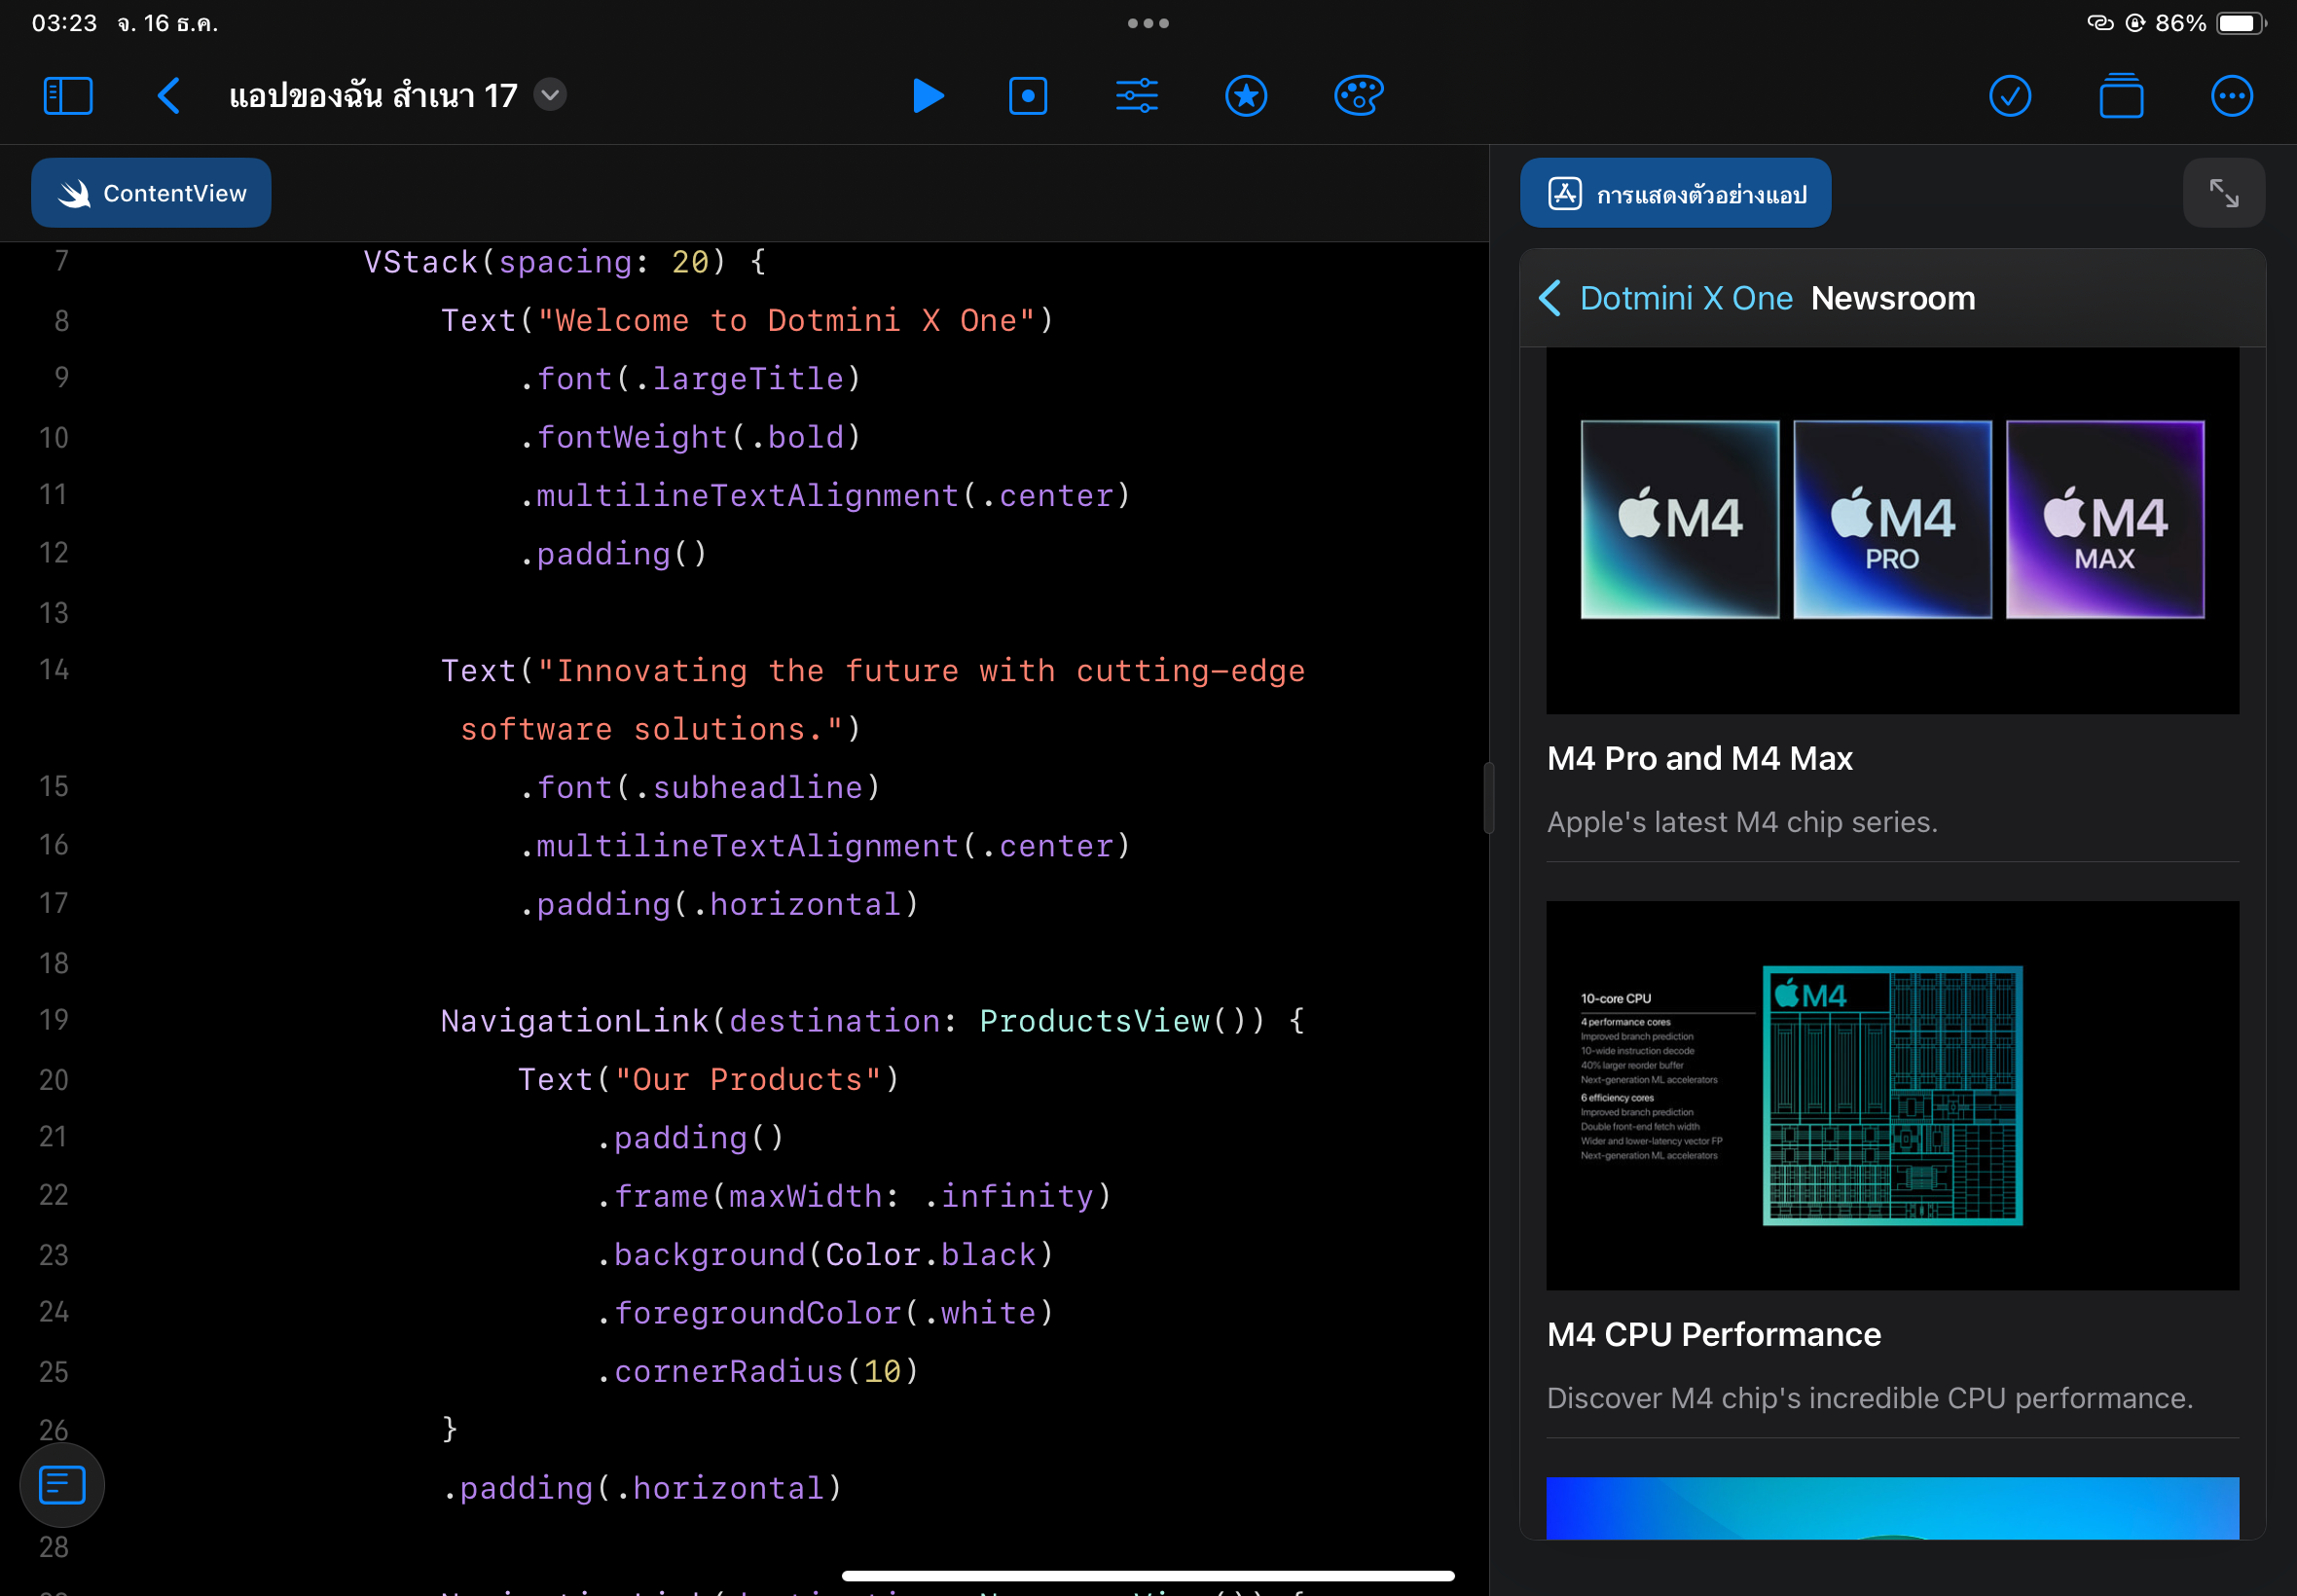 03:23 จ. 16 ธ.ค.
86%
แอปของฉัน สำเนา 17
ContentView
7 VStack(spacing: 20) {
8 Text("Welcome to Dotmini X One")
9 .font(.largeTitle)
10 .fontWeight(.bold)
11 .multilineTextAlignment(.center)
12 .padding()
13
14 Text("Innovating the future with cutting-edge
software solutions.")
15 .font(.subheadline)
16 .multilineTextAlignment(.center)
17 .padding(.horizontal)
18
19 NavigationLink(destination: ProductsView()) {
20 Text("Our Products")
21 .padding()
22 .frame(maxWidth: .infinity)
23 .background(Color.black)
24 .foregroundColor(.white)
25 .cornerRadius(10)
26 }
.padding(.horizontal)
28
การแสดงตัวอย่างแอป
Dotmini X One Newsroom
M4
M4
PRO
M4
MAX
M4 Pro and M4 Max
Apple's latest M4 chip series.
10-core CPU
4 performance cores
Improved branch prediction
10-wide instruction decode
40% larger reorder buffer
Next-generation ML accelerators
6 efficiency cores
Improved branch prediction
Double front-end fetch width
Wider and lower-latency vector FP
Next-generation ML accelerators
M4
M4 CPU Performance
Discover M4 chip's incredible CPU performance.